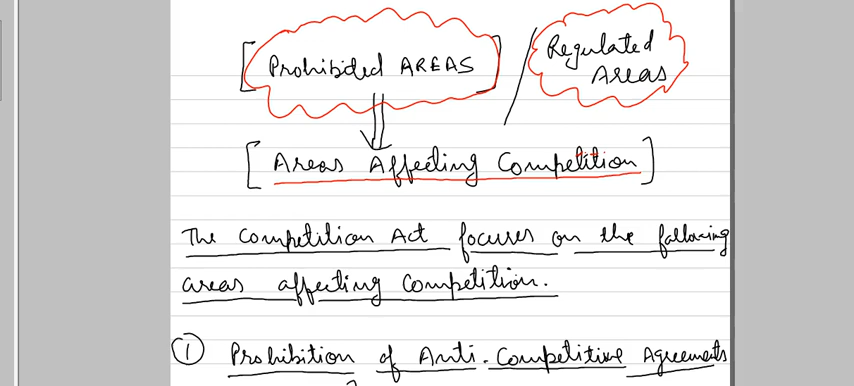 [ Prohibited AREAS ] / Regulated
AREAS
[ Areas Affecting Competition ]
The Competition Act focuses on the following
areas affecting Competition.
① Prohibition of Anti-Competitive Agreements